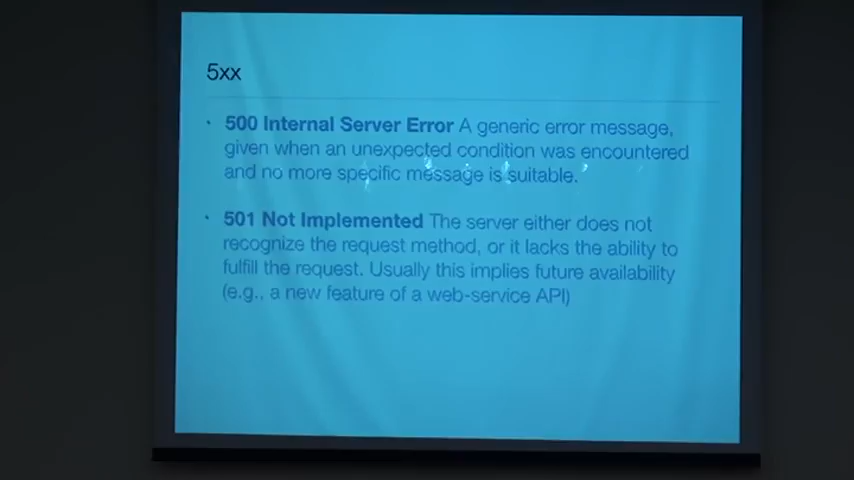 5xx
• 500 Internal Server Error A generic error message,
given when an unexpected condition was encountered
and no more specific message is suitable.
• 501 Not Implemented The server either does not
recognize the request method, or it lacks the ability to
fulfill the request. Usually this implies future availability
(e.g., a new feature of a web-service API)